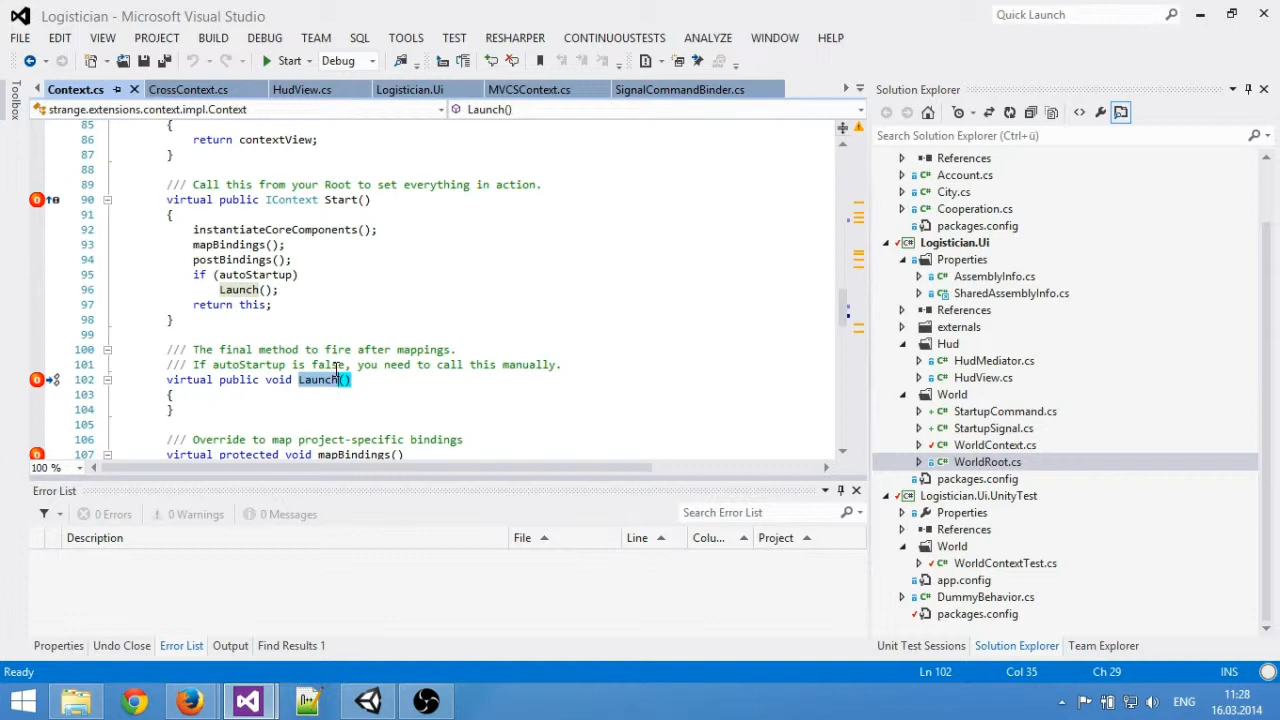 Logistician - Microsoft Visual Studio
Quick Launch
FILE EDIT VIEW PROJECT BUILD DEBUG TEAM SQL TOOLS TEST RESHARPER CONTINUOUSTESTS ANALYZE WINDOW HELP
Start Debug
Toolbox
Context.cs CrossContext.cs HudView.cs Logistician.Ui MVCSContext.cs SignalCommandBinder.cs
strange.extensions.context.impl.Context Launch()
85 {
86 return contextView;
87 }
88
89 /// Call this from your Root to set everything in action.
90 virtual public IContext Start()
91 {
92 instantiateCoreComponents();
93 mapBindings();
94 postBindings();
95 if (autoStartup)
96 Launch();
97 return this;
98 }
99
100 /// The final method to fire after mappings.
101 /// If autoStartup is false, you need to call this manually.
102 virtual public void Launch()
103 {
104 }
105
106 /// Override to map project-specific bindings
107 virtual protected void mapBindings()
100 %
Error List
0 Errors 0 Warnings 0 Messages
Search Error List
Description File Line Colu... Project
Properties Undo Close Error List Output Find Results 1
Solution Explorer
Search Solution Explorer (Ctrl+ü)
References
Account.cs
City.cs
Cooperation.cs
packages.config
Logistician.Ui
Properties
AssemblyInfo.cs
SharedAssemblyInfo.cs
References
externals
Hud
HudMediator.cs
HudView.cs
World
StartupCommand.cs
StartupSignal.cs
WorldContext.cs
WorldRoot.cs
packages.config
Logistician.Ui.UnityTest
Properties
References
World
WorldContextTest.cs
app.config
DummyBehavior.cs
packages.config
Unit Test Sessions Solution Explorer Team Explorer
Ready Ln 102 Col 35 Ch 29 INS
ENG
11:28
16.03.2014